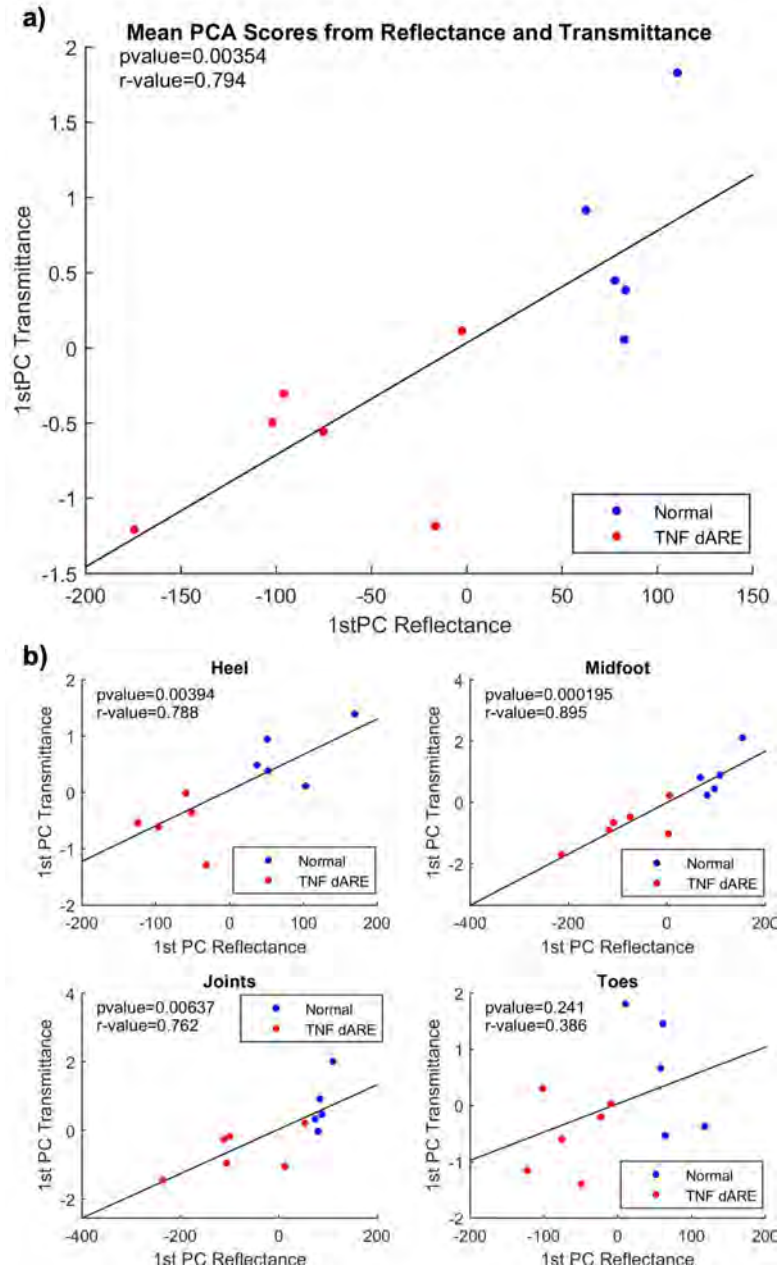 a)
Mean PCA Scores from Reflectance and Transmittance
pvalue=0.00354
r-value=0.794
2
1.5
1
0.5
0
-0.5
-1
-1.5
1stPC Transmittance
Normal
TNF dARE
-200 -150 -100 -50 0 50 100 150
1stPC Reflectance
b)
Heel
pvalue=0.00394
r-value=0.788
2
1
0
-1
-2
1st PC Transmittance
Normal
TNF dARE
-200 -100 0 100 200
1st PC Reflectance
Midfoot
pvalue=0.000195
r-value=0.895
4
2
0
-2
1st PC Transmittance
Normal
TNF dARE
-400 -200 0 200
1st PC Reflectance
Joints
pvalue=0.00637
r-value=0.762
4
2
0
-2
1st PC Transmittance
Normal
TNF dARE
-400 -200 0 200
1st PC Reflectance
Toes
pvalue=0.241
r-value=0.386
2
1
0
-1
-2
1st PC Transmittance
Normal
TNF dARE
-200 -100 0 100 200
1st PC Reflectance